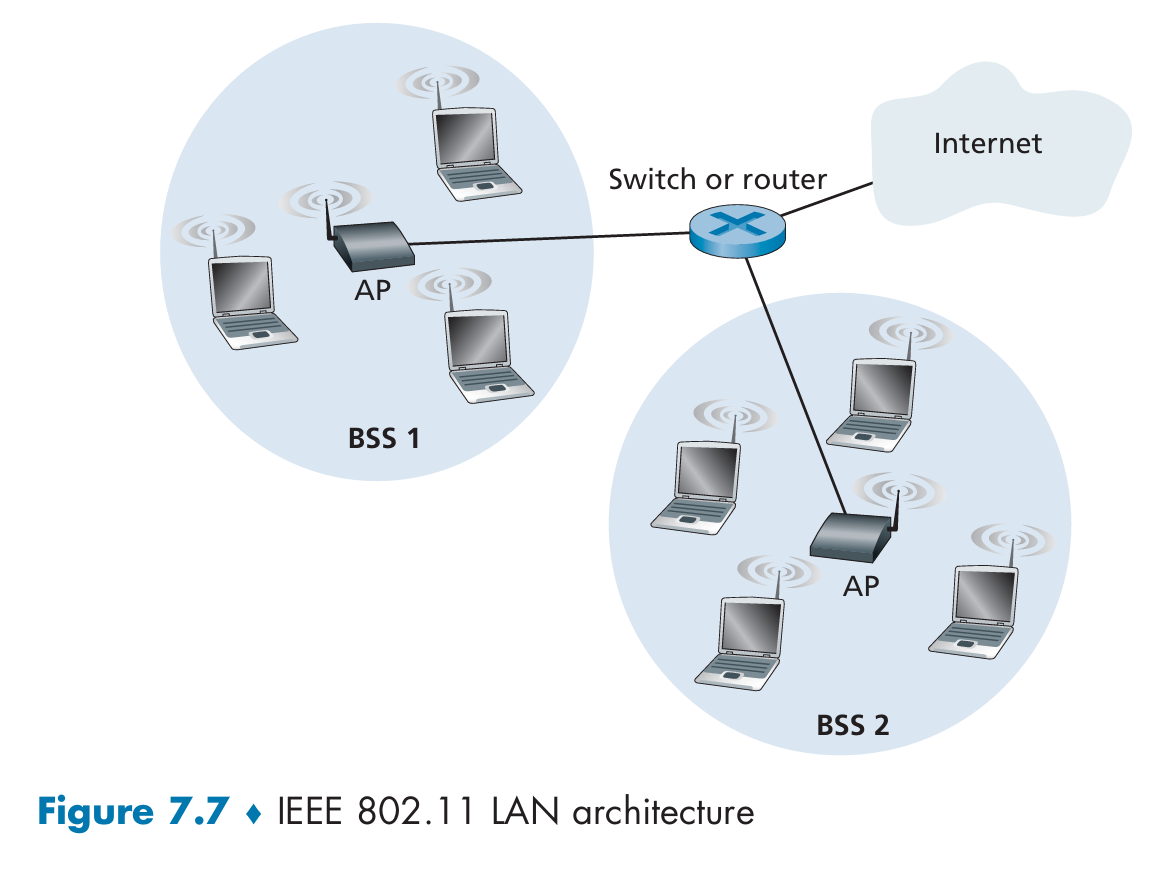 Internet
Switch or router
AP
BSS 1
AP
BSS 2
Figure 7.7 ♦ IEEE 802.11 LAN architecture